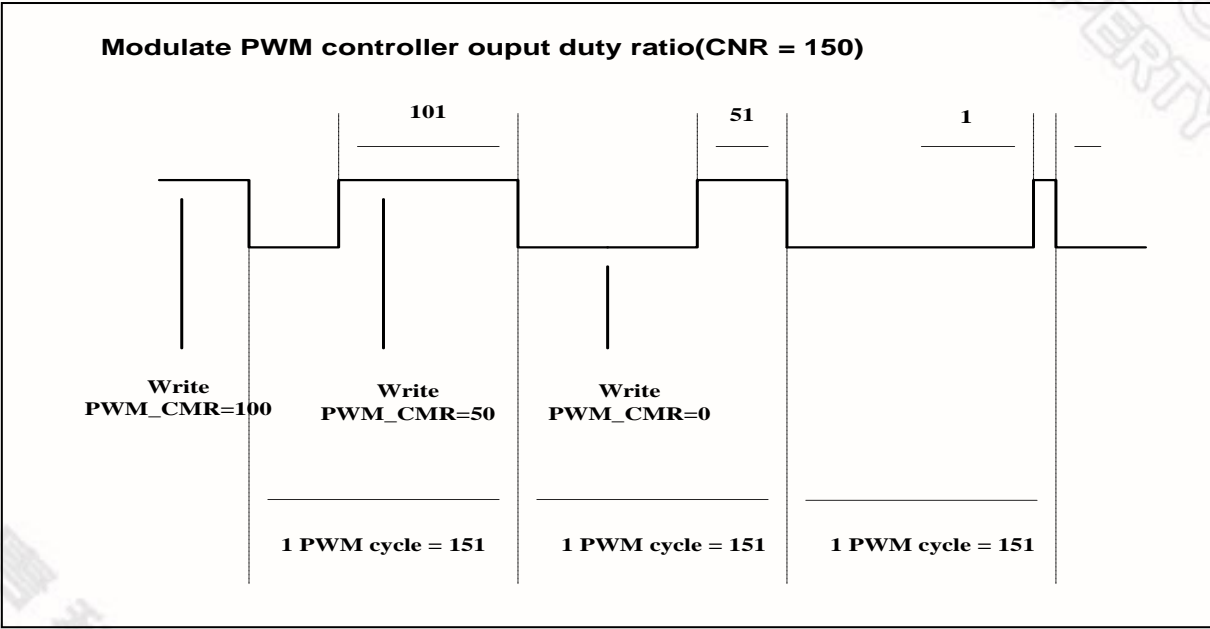 Modulate PWM controller ouput duty ratio(CNR = 150)
101
51
1
Write
PWM_CMR=100
Write
PWM_CMR=50
Write
PWM_CMR=0
1 PWM cycle = 151
1 PWM cycle = 151
1 PWM cycle = 151
PERTY